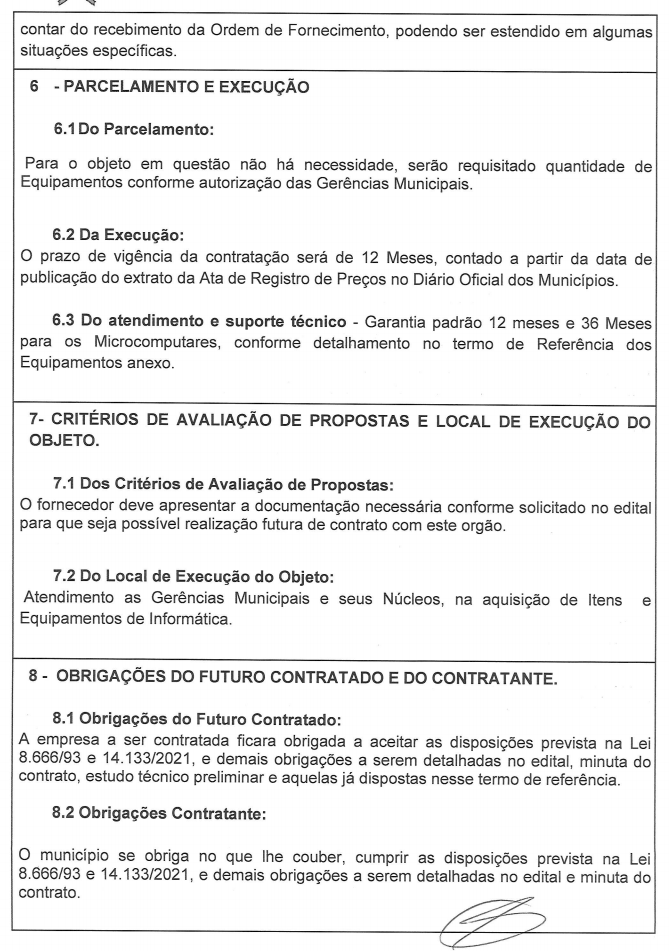 contar do recebimento da Ordem de Fornecimento, podendo ser estendido em algumas
situações específicas.
6 - PARCELAMENTO E EXECUÇÃO
6.1 Do Parcelamento:
Para o objeto em questão não há necessidade, serão requisitado quantidade de
Equipamentos conforme autorização das Gerências Municipais.
6.2 Da Execução:
O prazo de vigência da contratação será de 12 Meses, contado a partir da data de
publicação do extrato da Ata de Registro de Preços no Diário Oficial dos Municípios.
6.3 Do atendimento e suporte técnico - Garantia padrão 12 meses e 36 Meses
para os Microcomputares, conforme detalhamento no termo de Referência dos
Equipamentos anexo.
7- CRITÉRIOS DE AVALIAÇÃO DE PROPOSTAS E LOCAL DE EXECUÇÃO DO
OBJETO.
7.1 Dos Critérios de Avaliação de Propostas:
O fornecedor deve apresentar a documentação necessária conforme solicitado no edital
para que seja possível realização futura de contrato com este orgão.
7.2 Do Local de Execução do Objeto:
Atendimento as Gerências Municipais e seus Núcleos, na aquisição de Itens e
Equipamentos de Informática.
8 - OBRIGAÇÕES DO FUTURO CONTRATADO E DO CONTRATANTE.
8.1 Obrigações do Futuro Contratado:
A empresa a ser contratada ficara obrigada a aceitar as disposições prevista na Lei
8.666/93 e 14.133/2021, e demais obrigações a serem detalhadas no edital, minuta do
contrato, estudo técnico preliminar e aquelas já dispostas nesse termo de referência.
8.2 Obrigações Contratante:
O município se obriga no que lhe couber, cumprir as disposições prevista na Lei
8.666/93 e 14.133/2021, e demais obrigações a serem detalhadas no edital e minuta do
contrato.